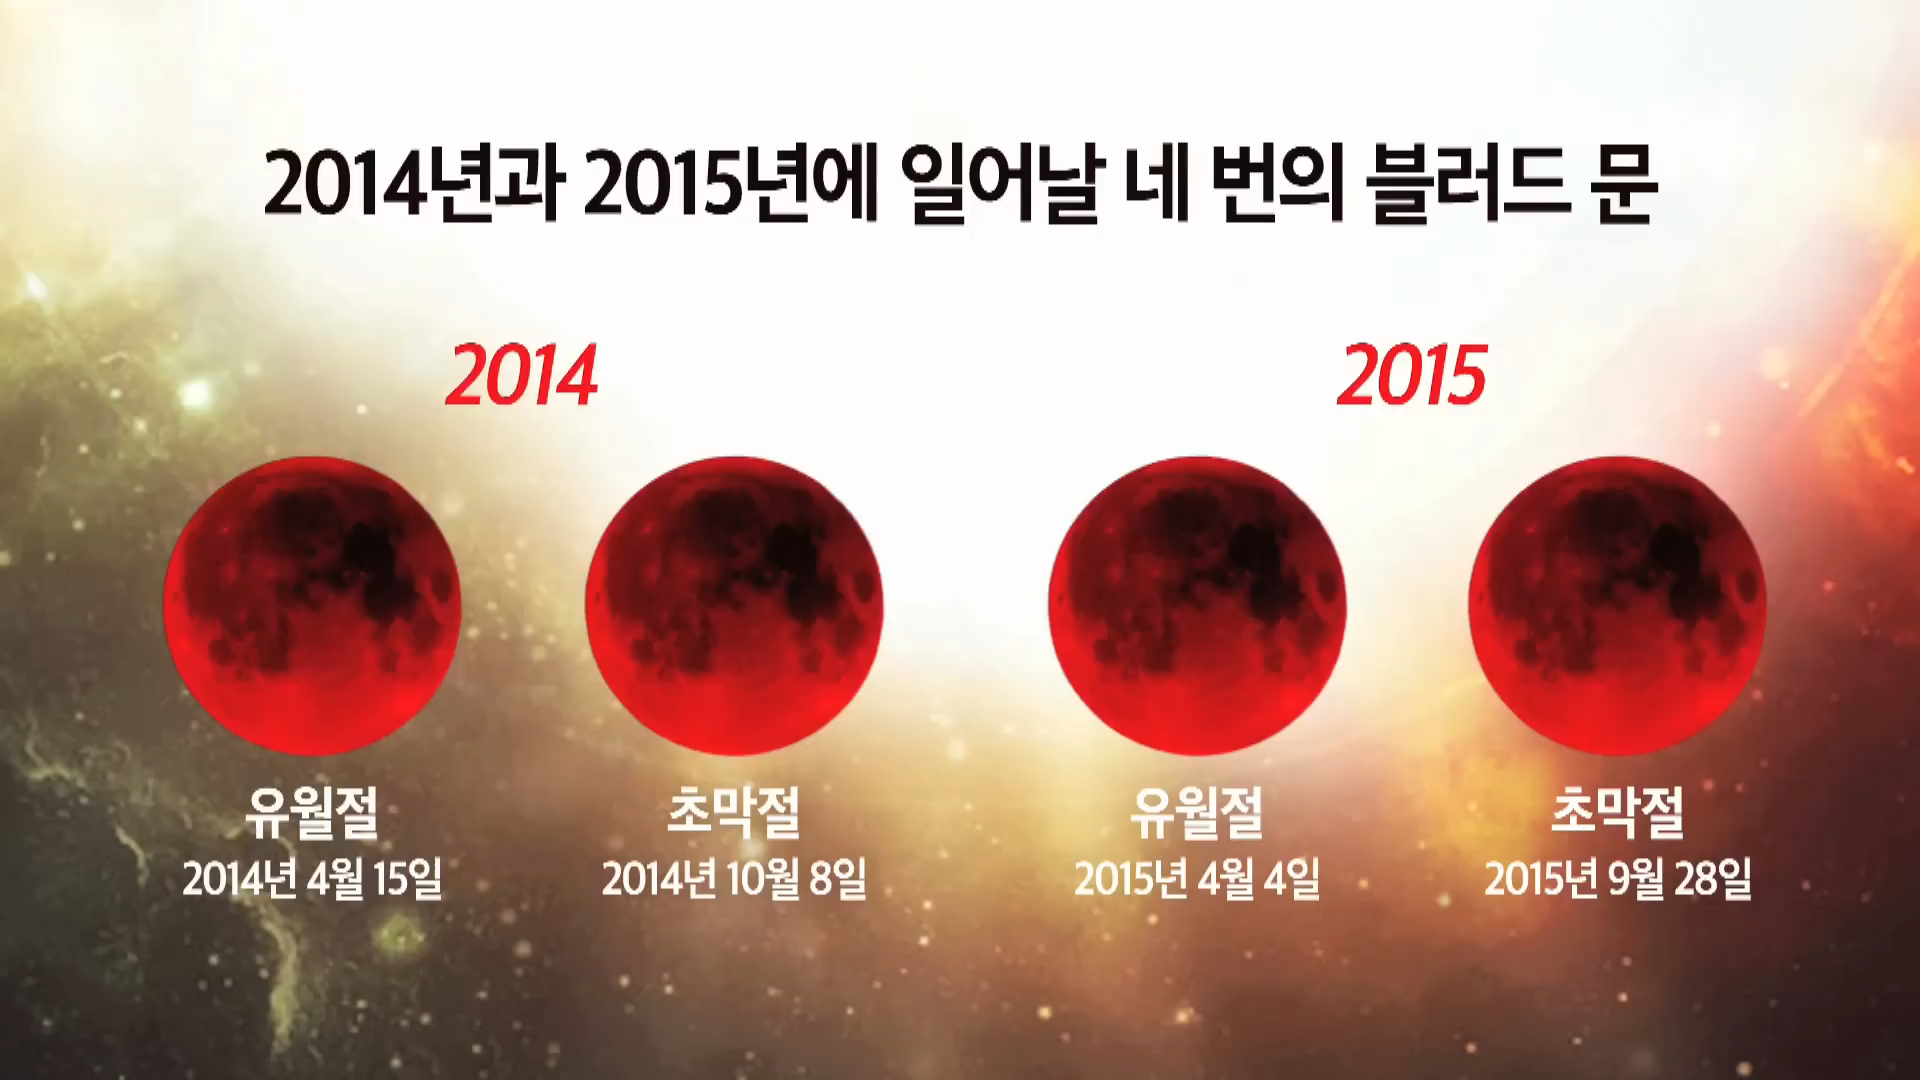 2014년과 2015년에 일어날 네 번의 블러드 문
2014
2015
유월절
2014년 4월 15일
초막절
2014년 10월 8일
유월절
2015년 4월 4일
초막절
2015년 9월 28일